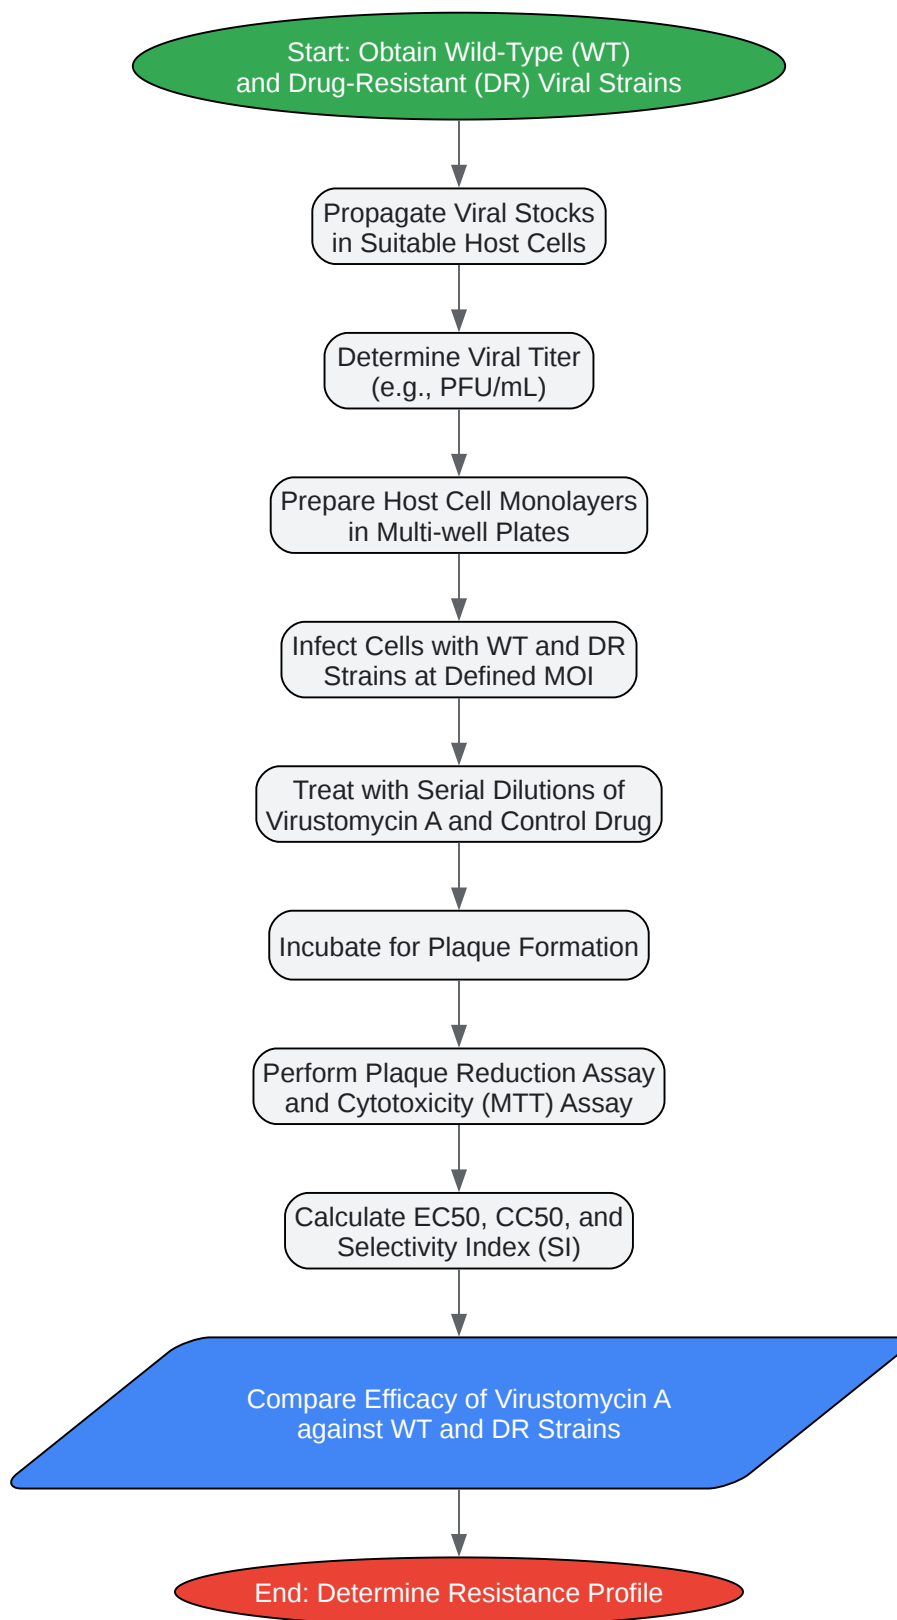 Start: Obtain Wild-Type (WT)
and Drug-Resistant (DR) Viral Strains
Propagate Viral Stocks
in Suitable Host Cells
Determine Viral Titer
(e.g., PFU/mL)
Prepare Host Cell Monolayers
in Multi-well Plates
Infect Cells with WT and DR
Strains at Defined MOI
Treat with Serial Dilutions of
Virustomycin A and Control Drug
Incubate for Plaque Formation
Perform Plaque Reduction Assay
and Cytotoxicity (MTT) Assay
Calculate EC50, CC50, and
Selectivity Index (SI)
Compare Efficacy of Virustomycin A
against WT and DR Strains
End: Determine Resistance Profile